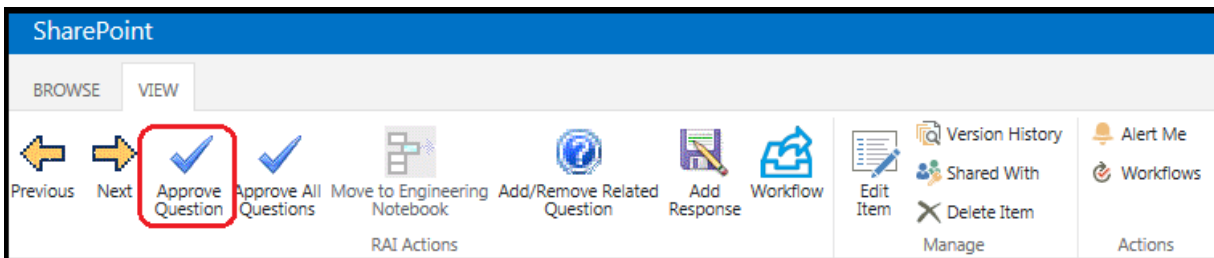 SharePoint
BROWSE VIEW
Previous Next Approve Approve All Move to Engineering Add/Remove Related Add Workflow Edit Version History Alert Me
Question Questions Notebook Question Response Item Shared With Workflows
Delete Item
RAI Actions Manage Actions